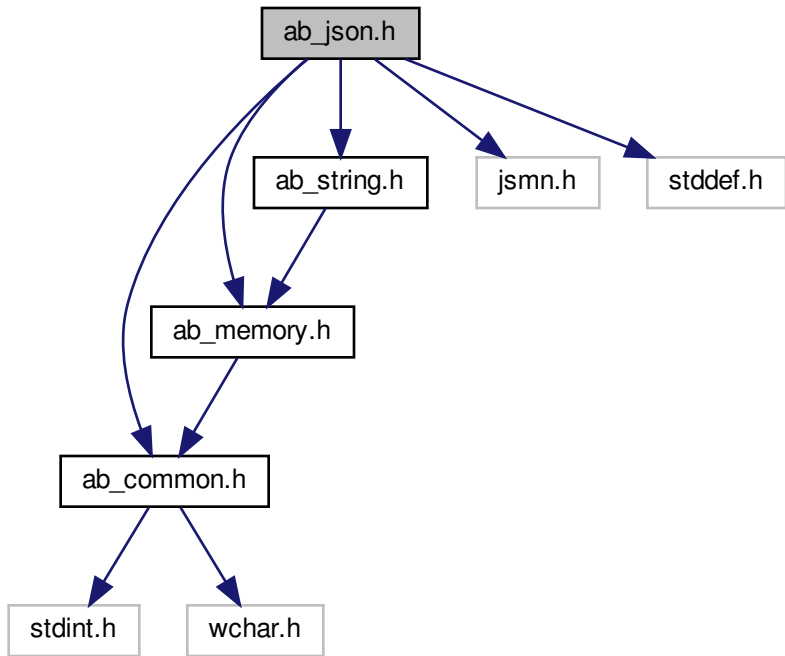 ab_json.h
ab_string.h
jsmn.h
stddef.h
ab_memory.h
ab_common.h
stdint.h
wchar.h